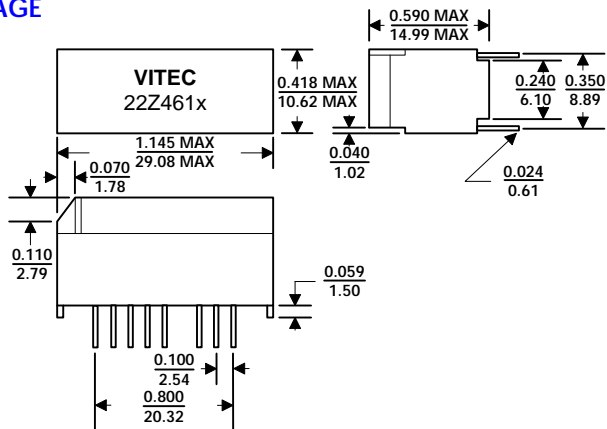 AGE
VITEC
22Z461x
0.418 MAX
10.62 MAX
1.145 MAX
29.08 MAX
0.590 MAX
14.99 MAX
0.240
6.10
0.350
8.89
0.040
1.02
0.024
0.61
0.070
1.78
0.110
2.79
0.059
1.50
0.100
2.54
0.800
20.32